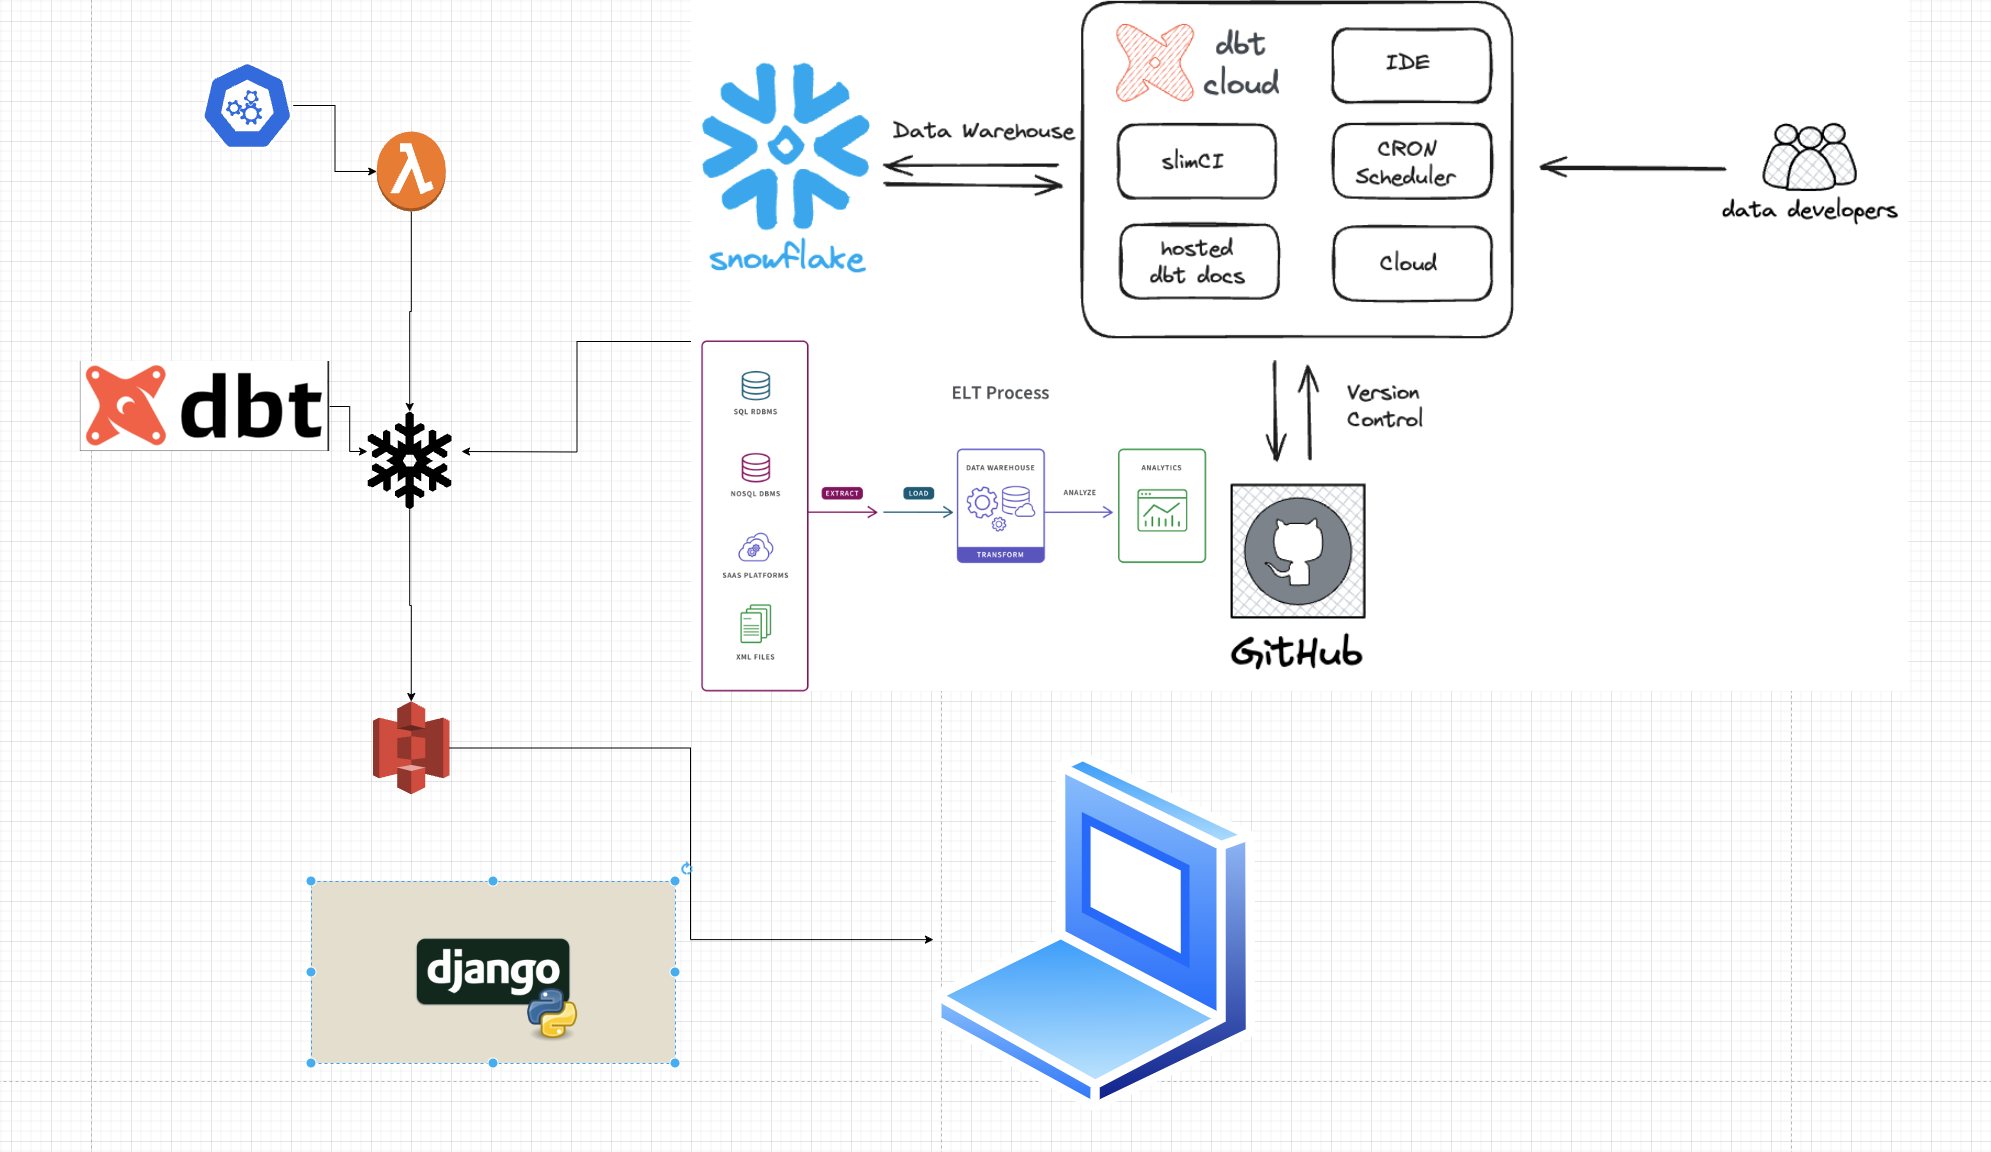 dbt
cloud
IDE
Data Warehouse
slimCI
CRON
Scheduler
data developers
snowflake
hosted
dbt docs
Cloud
dbt
SQL RDBMS
NOSQL DBMS
SAAS PLATFORMS
XML FILES
ELT Process
EXTRACT
LOAD
DATA WAREHOUSE
TRANSFORM
ANALYZE
ANALYTICS
Version
Control
GitHub
django